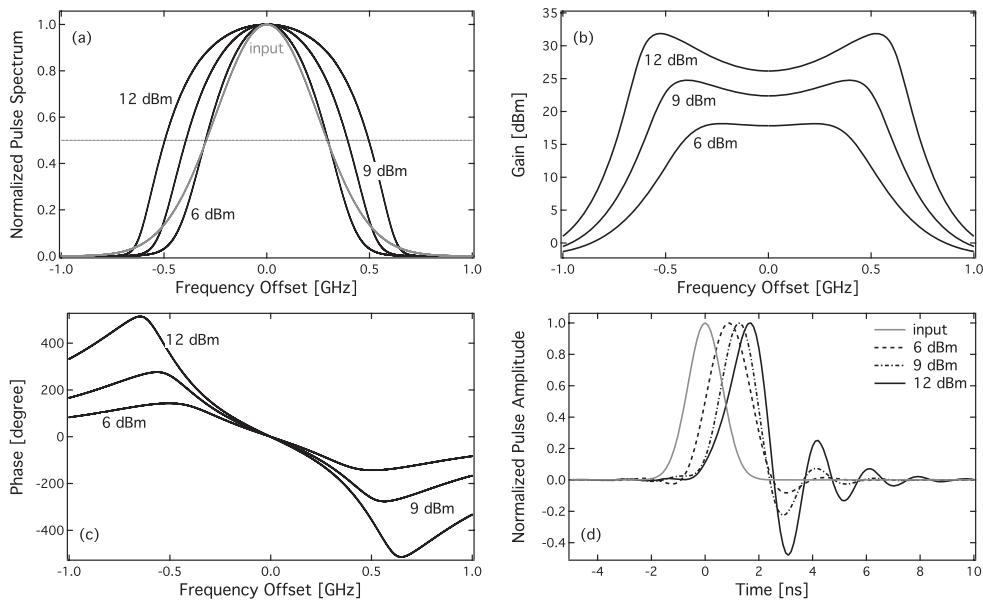 (a)
Normalized Pulse Spectrum
1.0
0.8
0.6
0.4
0.2
0.0
input
12 dBm
9 dBm
6 dBm
-1.0 -0.5 0.0 0.5 1.0
Frequency Offset [GHz]
(b)
Gain [dBm]
35
30
25
20
15
10
5
0
12 dBm
9 dBm
6 dBm
-1.0 -0.5 0.0 0.5 1.0
Frequency Offset [GHz]
Phase [degree]
400
200
0
-200
-400
12 dBm
6 dBm
9 dBm
(c)
-1.0 -0.5 0.0 0.5 1.0
Frequency Offset [GHz]
Normalized Pulse Amplitude
1.0
0.8
0.6
0.4
0.2
0.0
-0.2
-0.4
input
6 dBm
9 dBm
12 dBm
(d)
-4 -2 0 2 4 6 8 10
Time [ns]